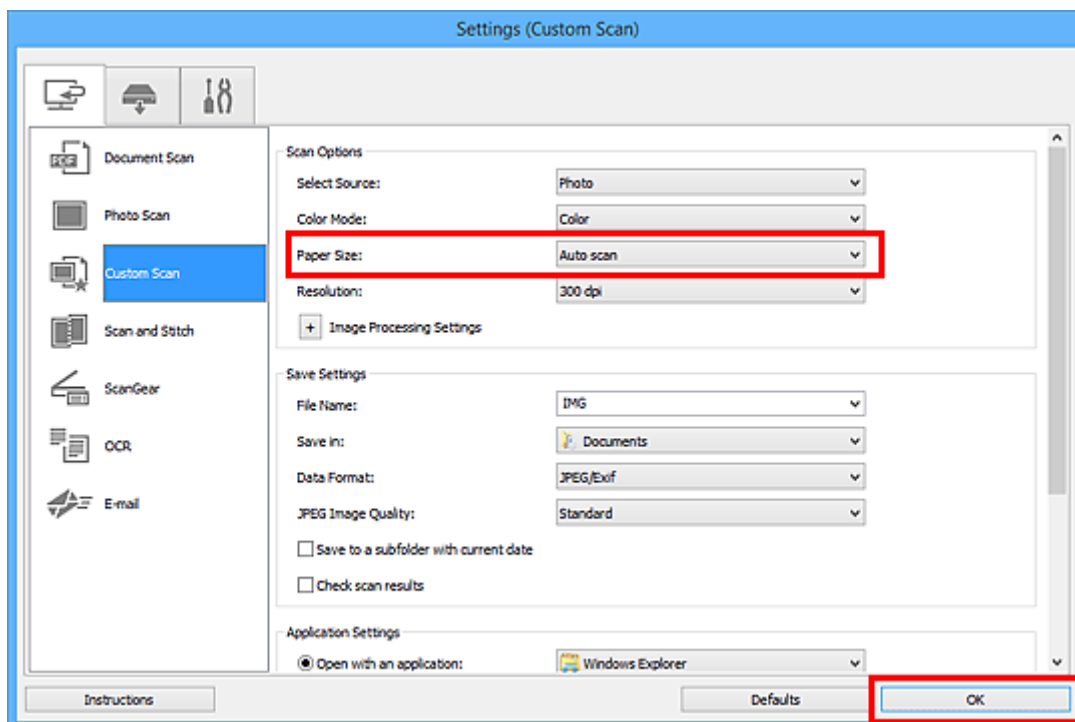 Settings (Custom Scan)
Document Scan
Photo Scan
Custom Scan
Scan and Stitch
ScanGear
OCR
E-mail
Scan Options
Select Source: Photo
Color Mode: Color
Paper Size: Auto scan
Resolution: 300 dpi
+ Image Processing Settings
Save Settings
File Name: IMG
Save in: Documents
Data Format: JPEG/Exif
JPEG Image Quality: Standard
Save to a subfolder with current date
Check scan results
Application Settings
Open with an application: Windows Explorer
Instructions
Defaults
OK